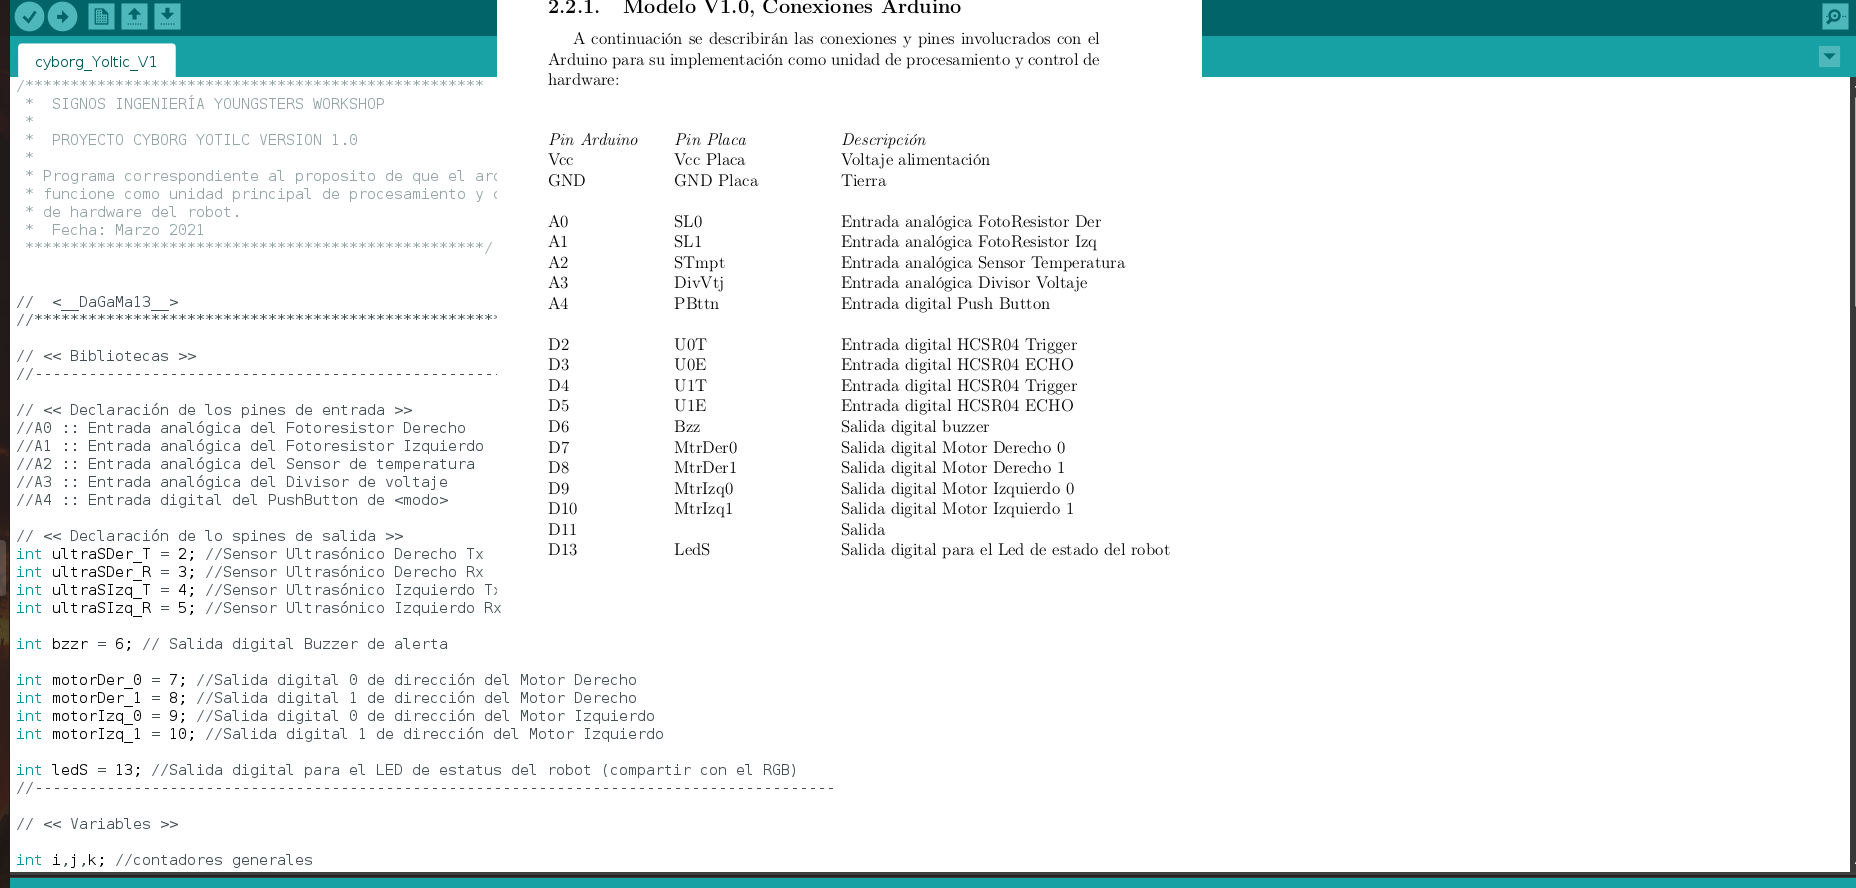 cyborg_Yoltic_V1
/***************************************************
 *  SIGNOS INGENIERÍA YOUNGSTERS WORKSHOP
 *
 *  PROYECTO CYBORG YOTILC VERSION 1.0
 *
 * Programa correspondiente al proposito de que el
 * funcione como unidad principal de procesamiento y
 * de hardware del robot.
 *  Fecha: Marzo 2021
 ***************************************************/
//  <__DaGaMa13__>
//****************************************************
// << Bibliotecas >>
//----------------------------------------------------
// << Declaración de los pines de entrada >>
//A0 :: Entrada analógica del Fotoresistor Derecho
//A1 :: Entrada analógica del Fotoresistor Izquierdo
//A2 :: Entrada analógica del Sensor de temperatura
//A3 :: Entrada analógica del Divisor de voltaje
//A4 :: Entrada digital del PushButton de <modo>
// << Declaración de lo spines de salida >>
int ultraSDer_T = 2; //Sensor Ultrasónico Derecho Tx
int ultraSDer_R = 3; //Sensor Ultrasónico Derecho Rx
int ultraSIzq_T = 4; //Sensor Ultrasónico Izquierdo Tx
int ultraSIzq_R = 5; //Sensor Ultrasónico Izquierdo Rx
int bzzr = 6; // Salida digital Buzzer de alerta
int motorDer_0 = 7; //Salida digital 0 de dirección del Motor Derecho
int motorDer_1 = 8; //Salida digital 1 de dirección del Motor Derecho
int motorIzq_0 = 9; //Salida digital 0 de dirección del Motor Izquierdo
int motorIzq_1 = 10; //Salida digital 1 de dirección del Motor Izquierdo
int ledS = 13; //Salida digital para el LED de estatus del robot (compartir con el RGB)
//-----------------------------------------------------------------------------------------
// << Variables >>
int i,j,k; //contadores generales
2.2.1. Modelo V1.0, Conexiones Arduino
A continuación se describirán las conexiones y pines involucrados con el
Arduino para su implementación como unidad de procesamiento y control de
hardware:
Pin Arduino Pin Placa Descripción
Vcc Vcc Placa Voltaje alimentación
GND GND Placa Tierra
A0 SL0 Entrada analógica FotoResistor Der
A1 SL1 Entrada analógica FotoResistor Izq
A2 STmpt Entrada analógica Sensor Temperatura
A3 DivVtj Entrada analógica Divisor Voltaje
A4 PBttn Entrada digital Push Button
D2 U0T Entrada digital HCSR04 Trigger
D3 U0E Entrada digital HCSR04 ECHO
D4 U1T Entrada digital HCSR04 Trigger
D5 U1E Entrada digital HCSR04 ECHO
D6 Bzz Salida digital buzzer
D7 MtrDer0 Salida digital Motor Derecho 0
D8 MtrDer1 Salida digital Motor Derecho 1
D9 MtrIzq0 Salida digital Motor Izquierdo 0
D10 MtrIzq1 Salida digital Motor Izquierdo 1
D11 Salida
D13 LedS Salida digital para el Led de estado del robot